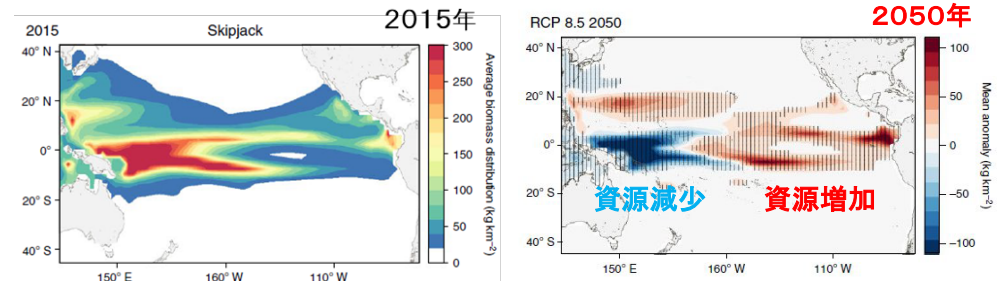 2015
Skipjack
2015年
40° N
20° N
0°
20° S
40° S
150° E
160° W
110° W
300
250
200
150
100
50
0
Average biomass distribution (kg km⁻²)
RCP 8.5 2050
2050年
40° N
20° N
0°
20° S
40° S
150° E
160° W
110° W
資源減少
資源増加
100
50
0
−50
−100
Mean anomaly (kg km⁻²)